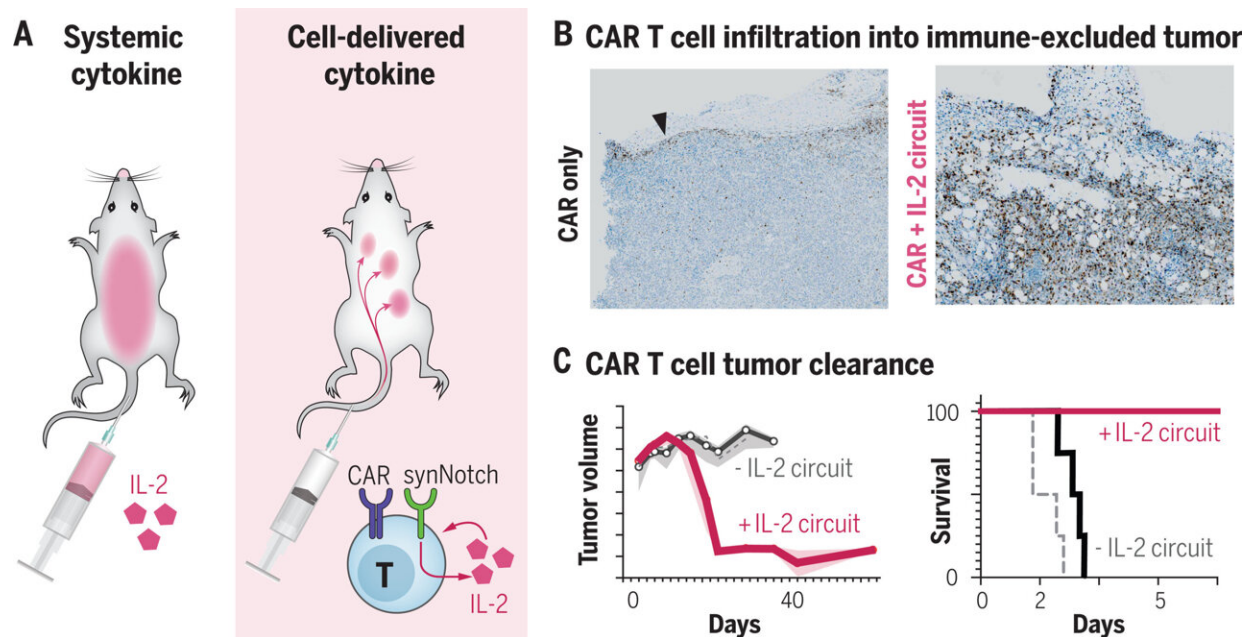 A Systemic cytokine
Cell-delivered cytokine
IL-2
CAR
synNotch
T
IL-2
B CAR T cell infiltration into immune-excluded tumor
CAR only
CAR + IL-2 circuit
C CAR T cell tumor clearance
Tumor volume
- IL-2 circuit
+ IL-2 circuit
0
40
Days
Survival
100
0
+ IL-2 circuit
- IL-2 circuit
0
2
5
Days